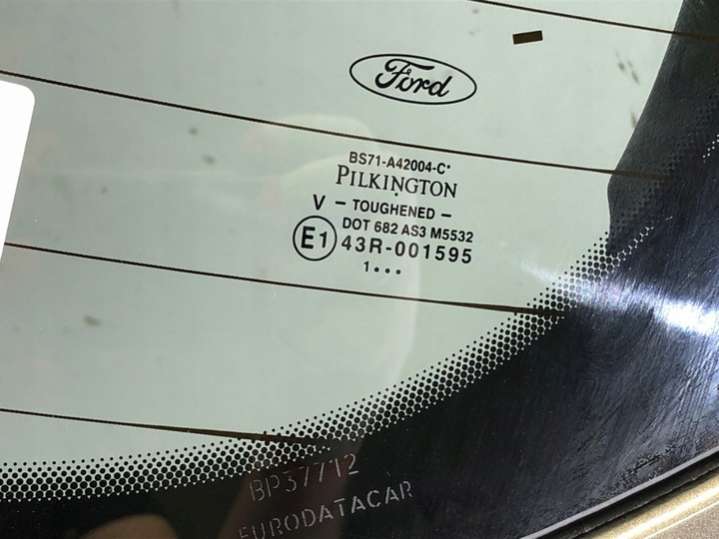 Ford
BS71-A42004-C*
PILKINGTON
V - TOUGHENED -
DOT 682 AS3 M5532
E1 43R-001595
1•••
BP37712
EURODATACAR